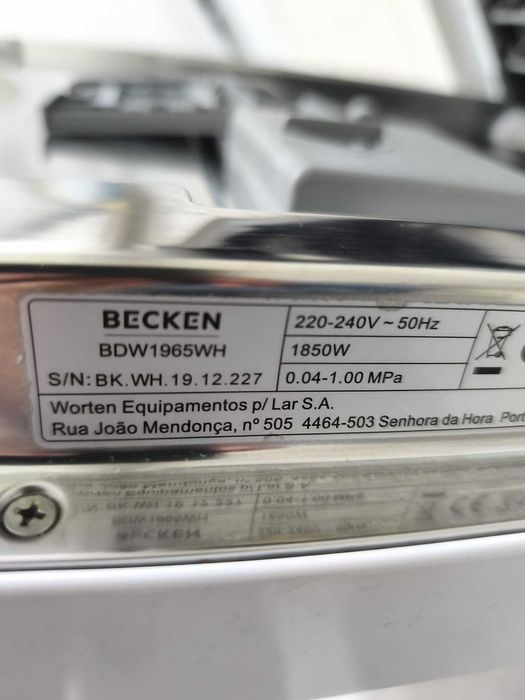 BECKEN
BDW1965WH
S/N: BK.WH.19.12.227
220-240V ~ 50Hz
1850W
0.04-1.00 MPa
Worten Equipamentos p/ Lar S.A.
Rua João Mendonça, nº 505 4464-503 Senhora da Hora Port